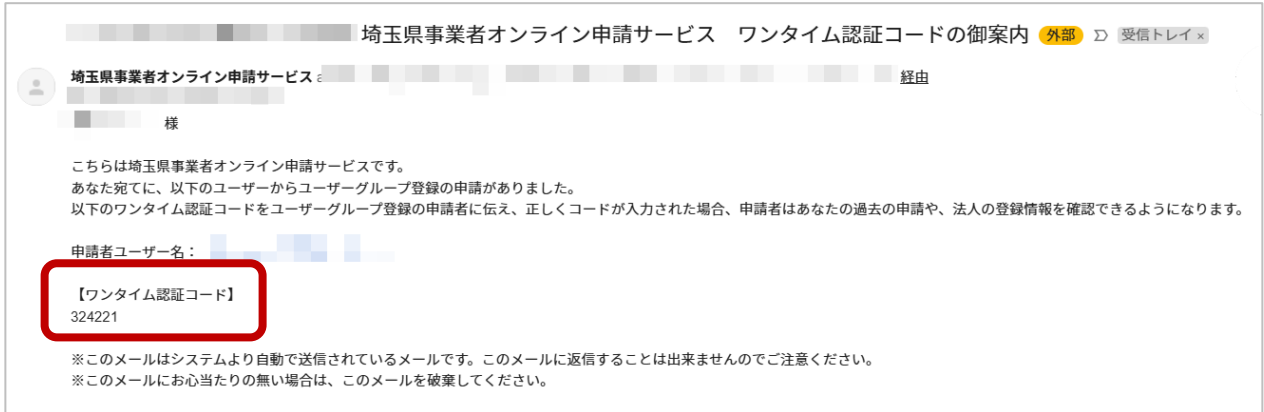 埼玉県事業者オンライン申請サービス　ワンタイム認証コードの御案内 外部 受信トレイ ×
埼玉県事業者オンライン申請サービス 経由
様
こちらは埼玉県事業者オンライン申請サービスです。
あなた宛てに、以下のユーザーからユーザーグループ登録の申請がありました。
以下のワンタイム認証コードをユーザーグループ登録の申請者に伝え、正しくコードが入力された場合、申請者はあなたの過去の申請や、法人の登録情報を確認できるようになります。
申請者ユーザー名：
【ワンタイム認証コード】
324221
※このメールはシステムより自動で送信されているメールです。このメールに返信することは出来ませんのでご注意ください。
※このメールにお心当たりの無い場合は、このメールを破棄してください。